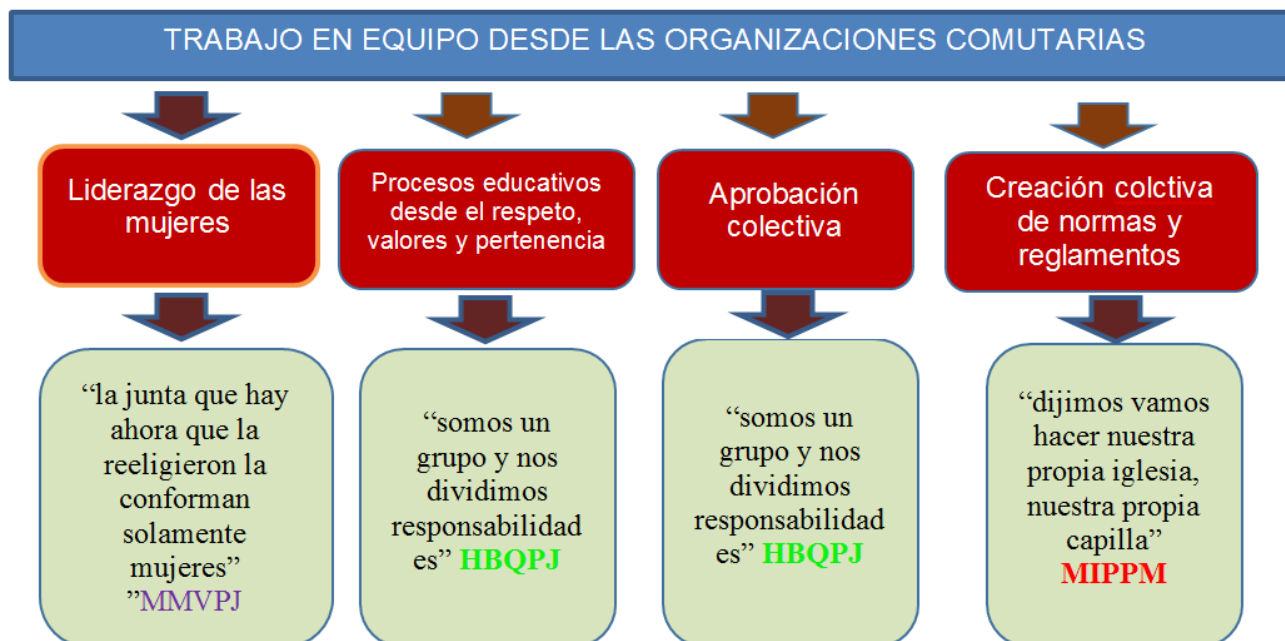 TRABAJO EN EQUIPO DESDE LAS ORGANIZACIONES COMUTARIAS
Liderazgo de las
mujeres
Procesos educativos
desde el respeto,
valores y pertenencia
Aprobación
colectiva
Creación colctiva
de normas y
reglamentos
“la junta que hay
ahora que la
reeligieron la
conforman
solamente
mujeres”
”MMVPJ
“somos un
grupo y nos
dividimos
responsabilidad
es” HBQPJ
“somos un
grupo y nos
dividimos
responsabilidad
es” HBQPJ
“dijimos vamos
hacer nuestra
propia iglesia,
nuestra propia
capilla”
MIPPM